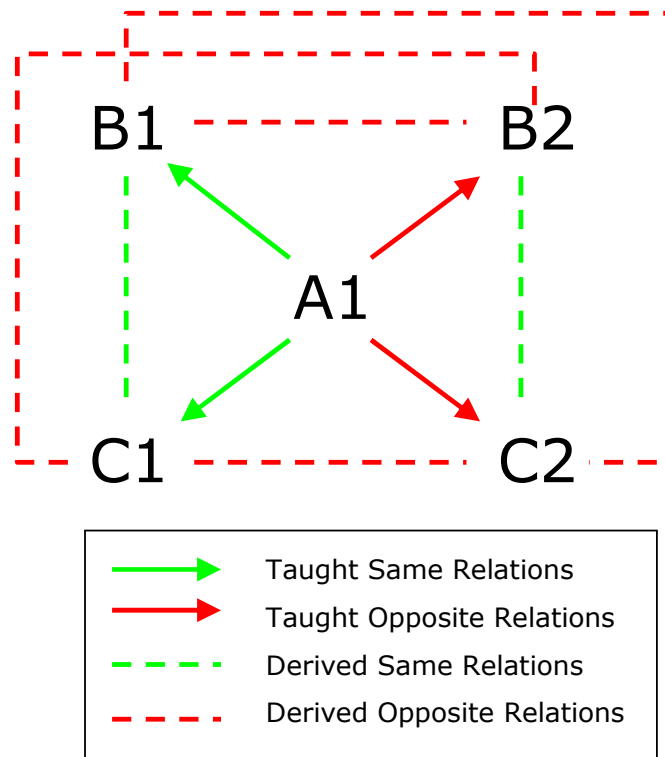 B1 B2
A1
C1 C2
Taught Same Relations
Taught Opposite Relations
Derived Same Relations
Derived Opposite Relations